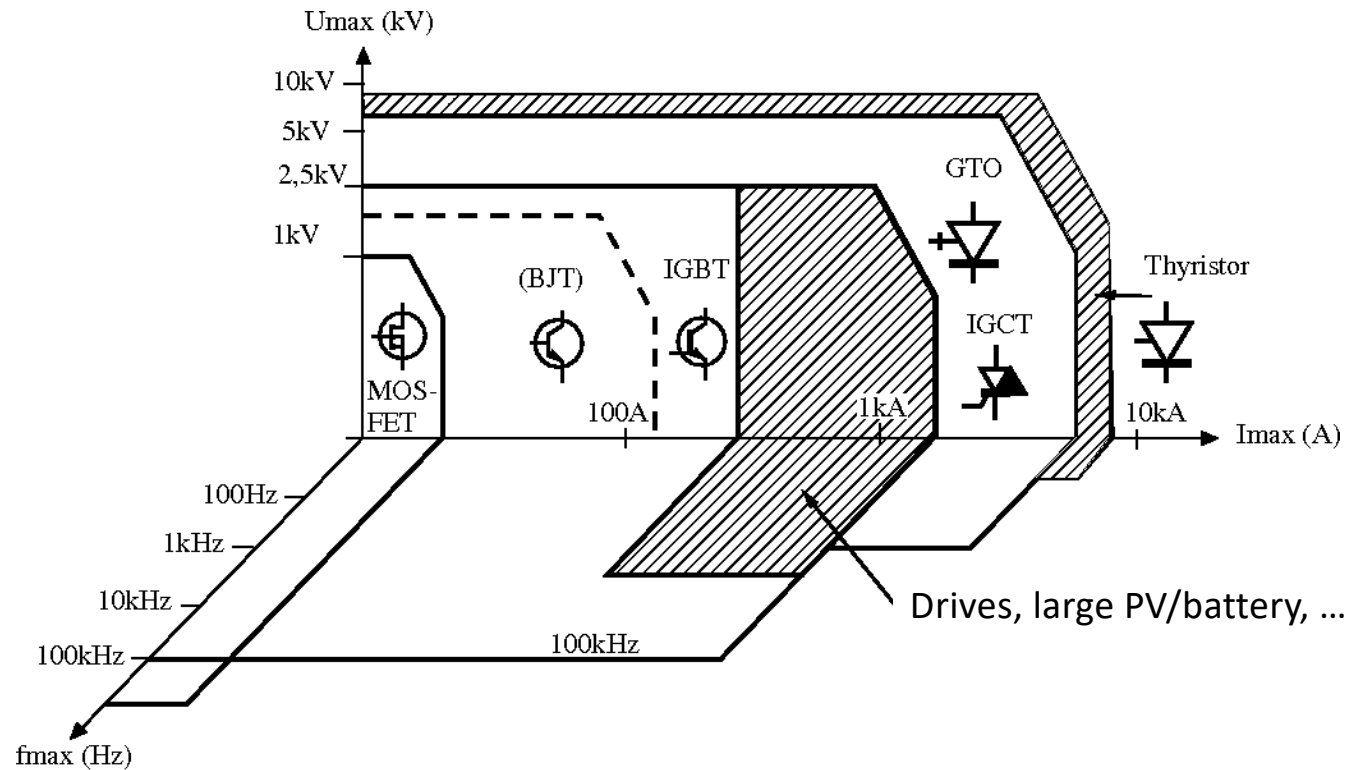 Umax (kV)
10kV
5kV
2,5kV
1kV
GTO
Thyristor
(BJT)
IGBT
IGCT
MOS-
FET
100A
1kA
10kA
Imax (A)
100Hz
1kHz
10kHz
100kHz
100kHz
Drives, large PV/battery, ...
fmax (Hz)